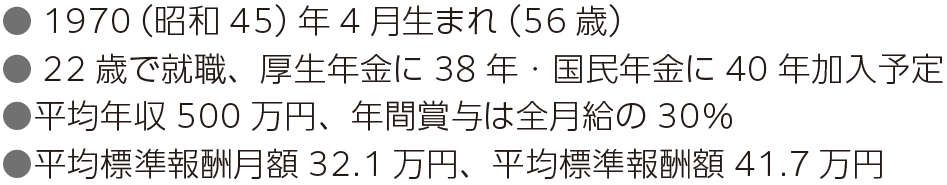 ● 1970（昭和 45）年 4 月生まれ（56 歳）
● 22 歳で就職、厚生年金に 38 年・国民年金に 40 年加入予定
●平均年収 500 万円、年間賞与は全月給の 30％
●平均標準報酬月額 32.1 万円、平均標準報酬額 41.7 万円